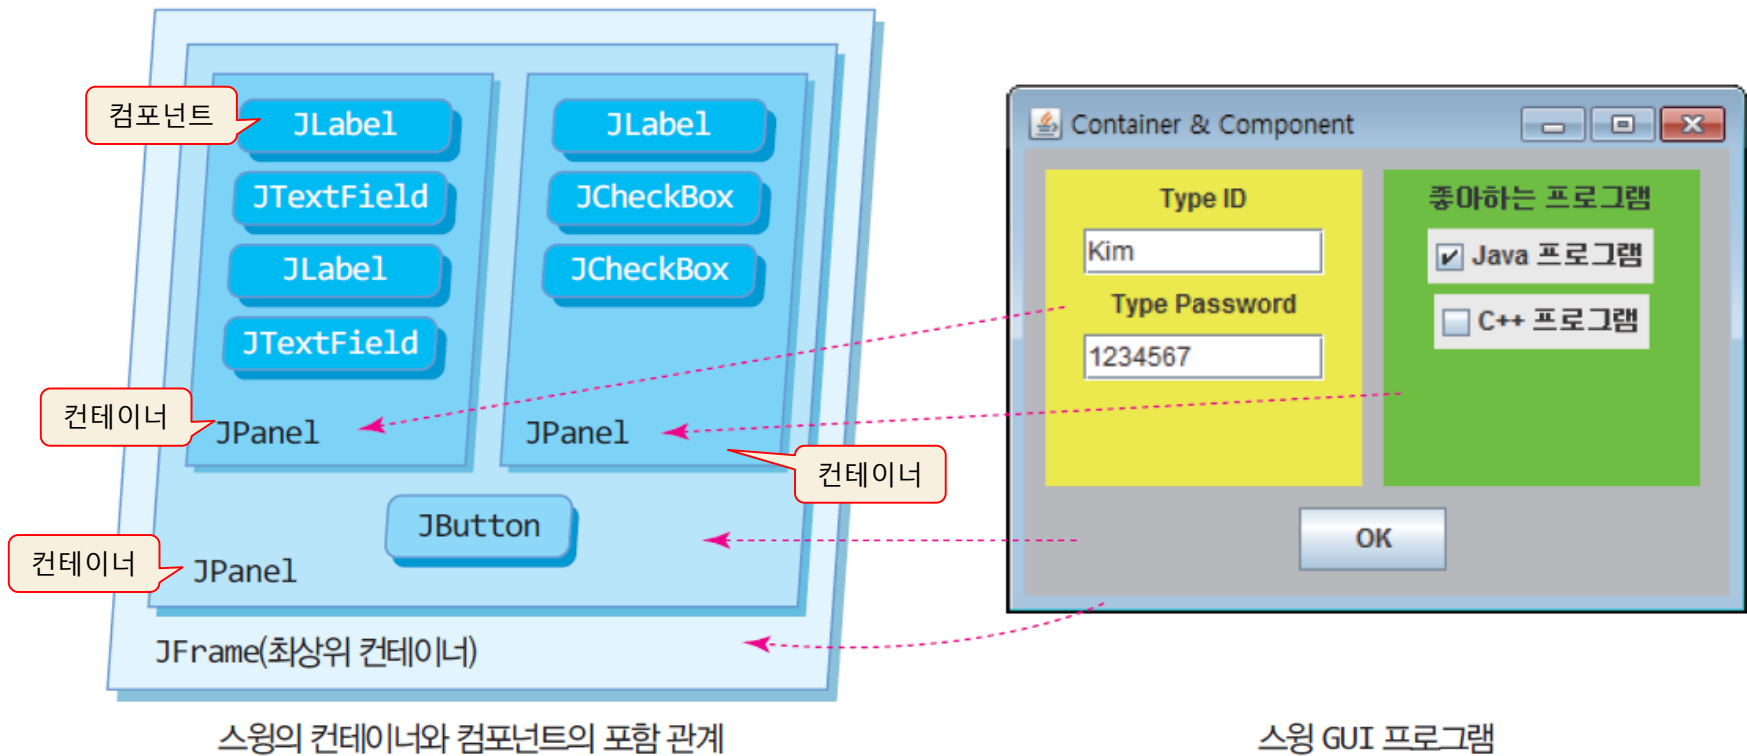 컴포넌트
JLabel
JTextField
JLabel
JTextField
컨테이너
JPanel
JLabel
JCheckBox
JCheckBox
JPanel
컨테이너
JButton
컨테이너
JPanel
JFrame(최상위 컨테이너)
스윙의 컨테이너와 컴포넌트의 포함 관계
Container & Component
Type ID
Kim
Type Password
1234567
좋아하는 프로그램
Java 프로그램
C++ 프로그램
OK
스윙 GUI 프로그램